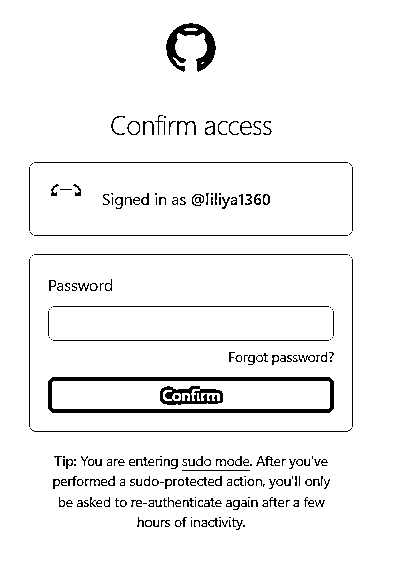 Confirm access
Signed in as @liliya1360
Password
Forgot password?
Confirm
Tip: You are entering sudo mode. After you've
performed a sudo-protected action, you'll only
be asked to re-authenticate again after a few
hours of inactivity.